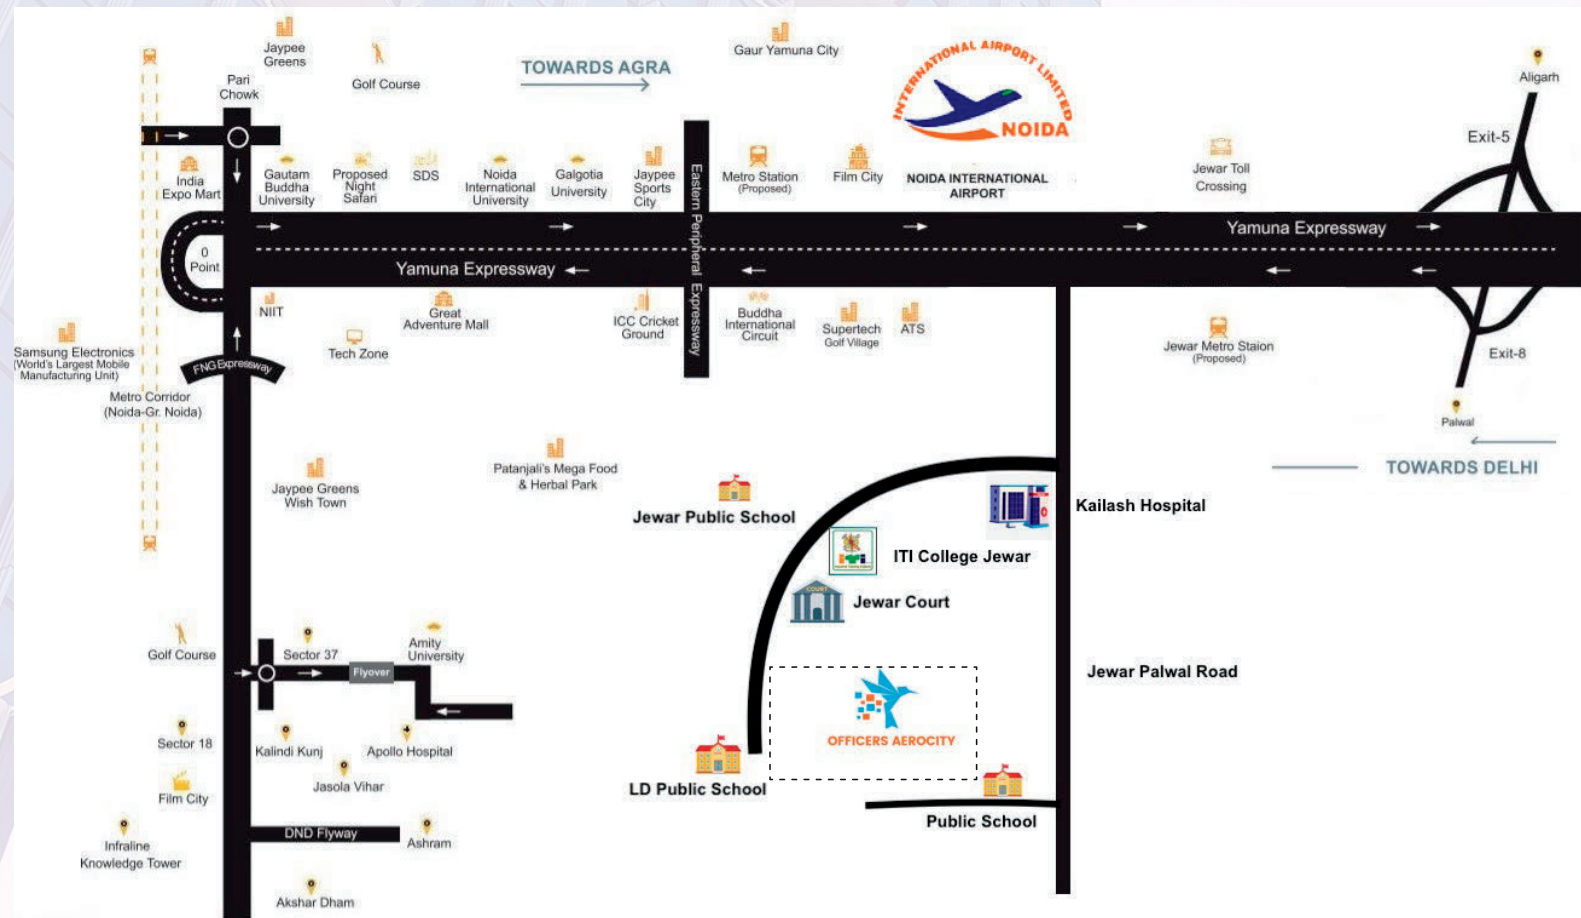 Jaypee
Greens
Golf Course
TOWARDS AGRA
Gaur Yamuna City
INTERNATIONAL AIRPORT LIMITED
NOIDA
Aligarh
Pari
Chowk
Exit-5
India
Expo Mart
Gautam
Buddha
University
Proposed
Night
Safari
SDS
Noida
International
University
Galgotia
University
Jaypee
Sports
City
Eastern Peripheral Expressway
Metro Station
(Proposed)
Film City
NOIDA INTERNATIONAL
AIRPORT
Jewar Toll
Crossing
Yamuna Expressway
0
Point
Yamuna Expressway
NIIT
Great
Adventure Mall
Tech Zone
ICC Cricket
Ground
Buddha
International
Circuit
Supertech
Golf Village
ATS
Jewar Metro Staion
(Proposed)
Exit-8
Samsung Electronics
(World's Largest Mobile
Manufacturing Unit)
FNG Expressway
Metro Corridor
(Noida-Gr. Noida)
Palwal
TOWARDS DELHI
Jaypee Greens
Wish Town
Patanjali's Mega Food
& Herbal Park
Jewar Public School
Kailash Hospital
ITI College Jewar
COURT
Jewar Court
Golf Course
Sector 37
Flyover
Amity
University
Jewar Palwal Road
OFFICERS AEROCITY
Sector 18
Kalindi Kunj
Apollo Hospital
Jasola Vihar
LD Public School
Film City
Public School
DND Flyway
Ashram
Infraline
Knowledge Tower
Akshar Dham